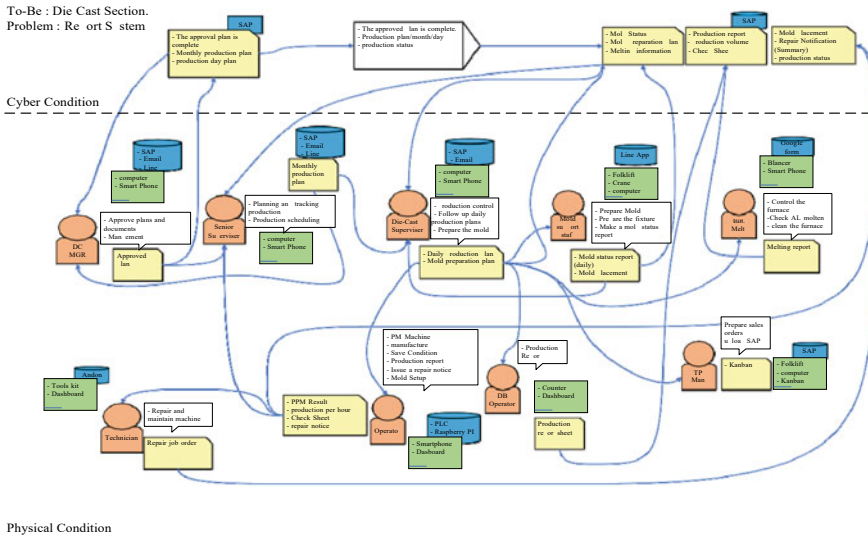 To-Be : Die Cast Section.
Problem : Re ort S stem
SAP
- The approval plan is
complete
- Monthly production plan
- production day plan
- The approved lan is complete.
- Production plan/month/day
- production status
- Mol Status
- Mol reparation lan
- Meltin information
SAP
- Production report
- roduction volume
- Chec Shee
- Mold lacement
- Repair Notification
(Summary)
- production status
Cyber Condition
- SAP
- Email
- Line
- computer
- Smart Phone
- Approve plans and
documents
- Man ement
DC
MGR
Approved
lan
- SAP
- Email
- Line
Monthly
production
plan
- Planning an tracking
production
- Production scheduling
Senior
Su erviser
- computer
- Smart Phone
- SAP
- Email
- computer
- Smart Phone
- roduction control
- Follow up daily
production plans
- Prepare the mold
Die-Cast
Superviser
- Daily roduction lan
- Mold preparation plan
Line App
- Folklift
- Crane
- computer
- Prepare Mold
- Pre are the fixture
- Make a mol status
report
Mold
su ort
staf
- Mold status report
(daily)
- Mold lacement
Google
form
- Blancer
- Smart Phone
- Control the
furnace
-Check AL molten
- clean the furnace
Melt
Melting report
Andon
- Tools kit
- Dashboard
- Repair and
maintain machine
Technician
Repair job order
- PPM Result
- production per hour
- Check Sheet
- repair notice
- PM Machine
- manufacture
- Save Condition
- Production report
- Issue a repair notice
- Mold Setup
Operato
- PLC
- Raspberry PI
- Smartphone
- Dasboard
- Production
Re or
DB
Operator
- Counter
- Dashboard
Production
re or sheet
Prepare sales
orders
u loa SAP
TP
Man
- Kanban
SAP
- Folklift
- computer
- Kanban
Physical Condition